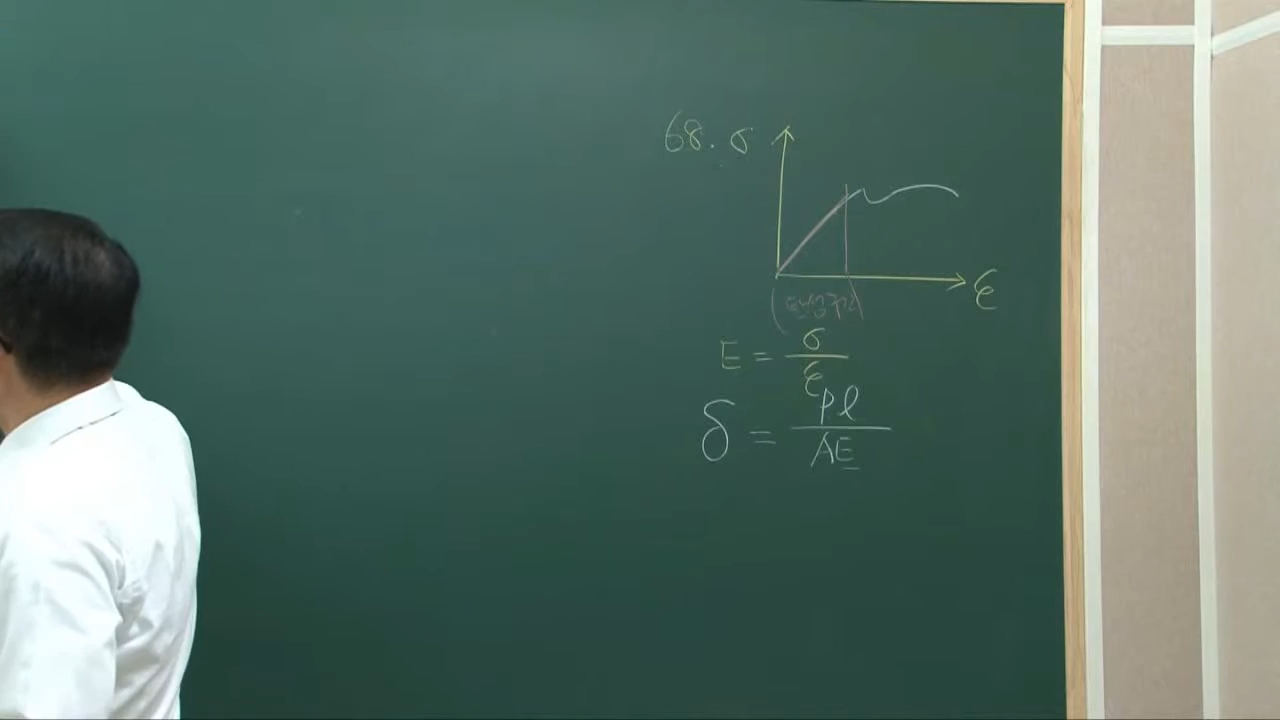 68. σ
ε
E = σ/ε
δ = Pl/AE